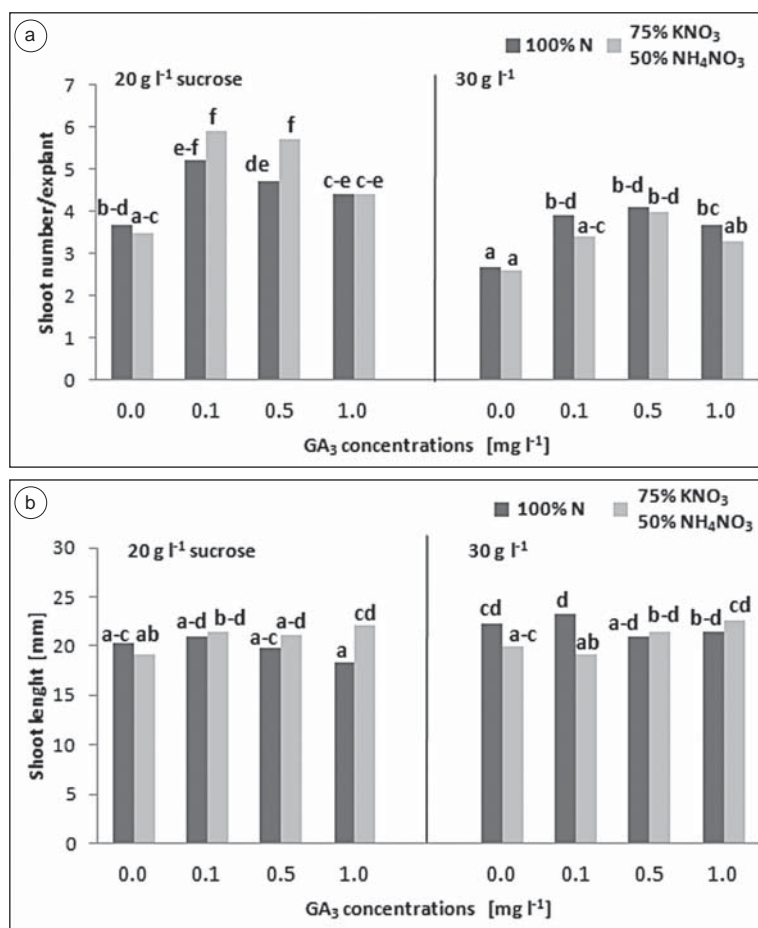 a
100% N
75% KNO₃
50% NH₄NO₃
20 g l⁻¹ sucrose
30 g l⁻¹
7
6
5
4
3
2
1
0
Shoot number/explant
b-d a-c
e-f f
de f
c-e c-e
a a
b-d a-c
b-d b-d
bc ab
0.0 0.1 0.5 1.0 0.0 0.1 0.5 1.0
GA₃ concentrations [mg l⁻¹]
b
100% N
75% KNO₃
50% NH₄NO₃
20 g l⁻¹ sucrose
30 g l⁻¹
30
25
20
15
10
5
0
Shoot lenght [mm]
a-c ab
a-d b-d
a-c a-d
a cd
cd a-c
d ab
a-d b-d
b-d cd
0.0 0.1 0.5 1.0 0.0 0.1 0.5 1.0
GA₃ concentrations [mg l⁻¹]